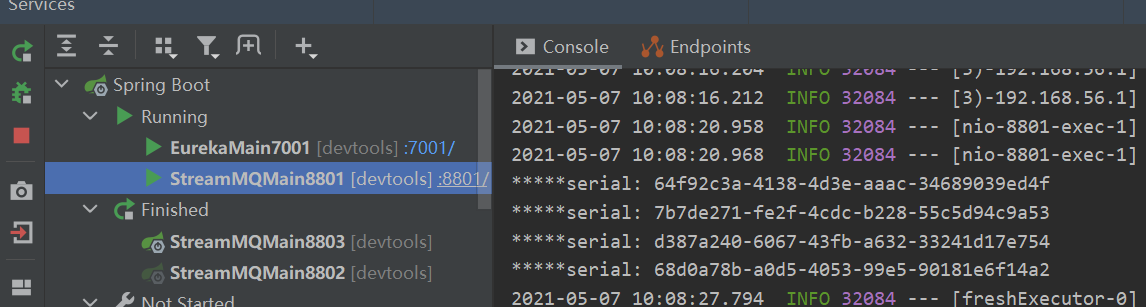 Services
Console
Endpoints
Spring Boot
Running
EurekaMain7001 [devtools] :7001/
StreamMQMain8801 [devtools] :8801/
Finished
StreamMQMain8803 [devtools]
StreamMQMain8802 [devtools]
Not Started
2021-05-07 10:08:16.204 INFO 32084 --- [3)-192.168.56.1]
2021-05-07 10:08:16.212 INFO 32084 --- [3)-192.168.56.1]
2021-05-07 10:08:20.958 INFO 32084 --- [nio-8801-exec-1]
2021-05-07 10:08:20.968 INFO 32084 --- [nio-8801-exec-1]
*****serial: 64f92c3a-4138-4d3e-aaac-34689039ed4f
*****serial: 7b7de271-fe2f-4cdc-b228-55c5d94c9a53
*****serial: d387a240-6067-43fb-a632-33241d17e754
*****serial: 68d0a78b-a0d5-4053-99e5-90181e6f14a2
2021-05-07 10:08:27.794 INFO 32084 --- [freshExecutor-0]